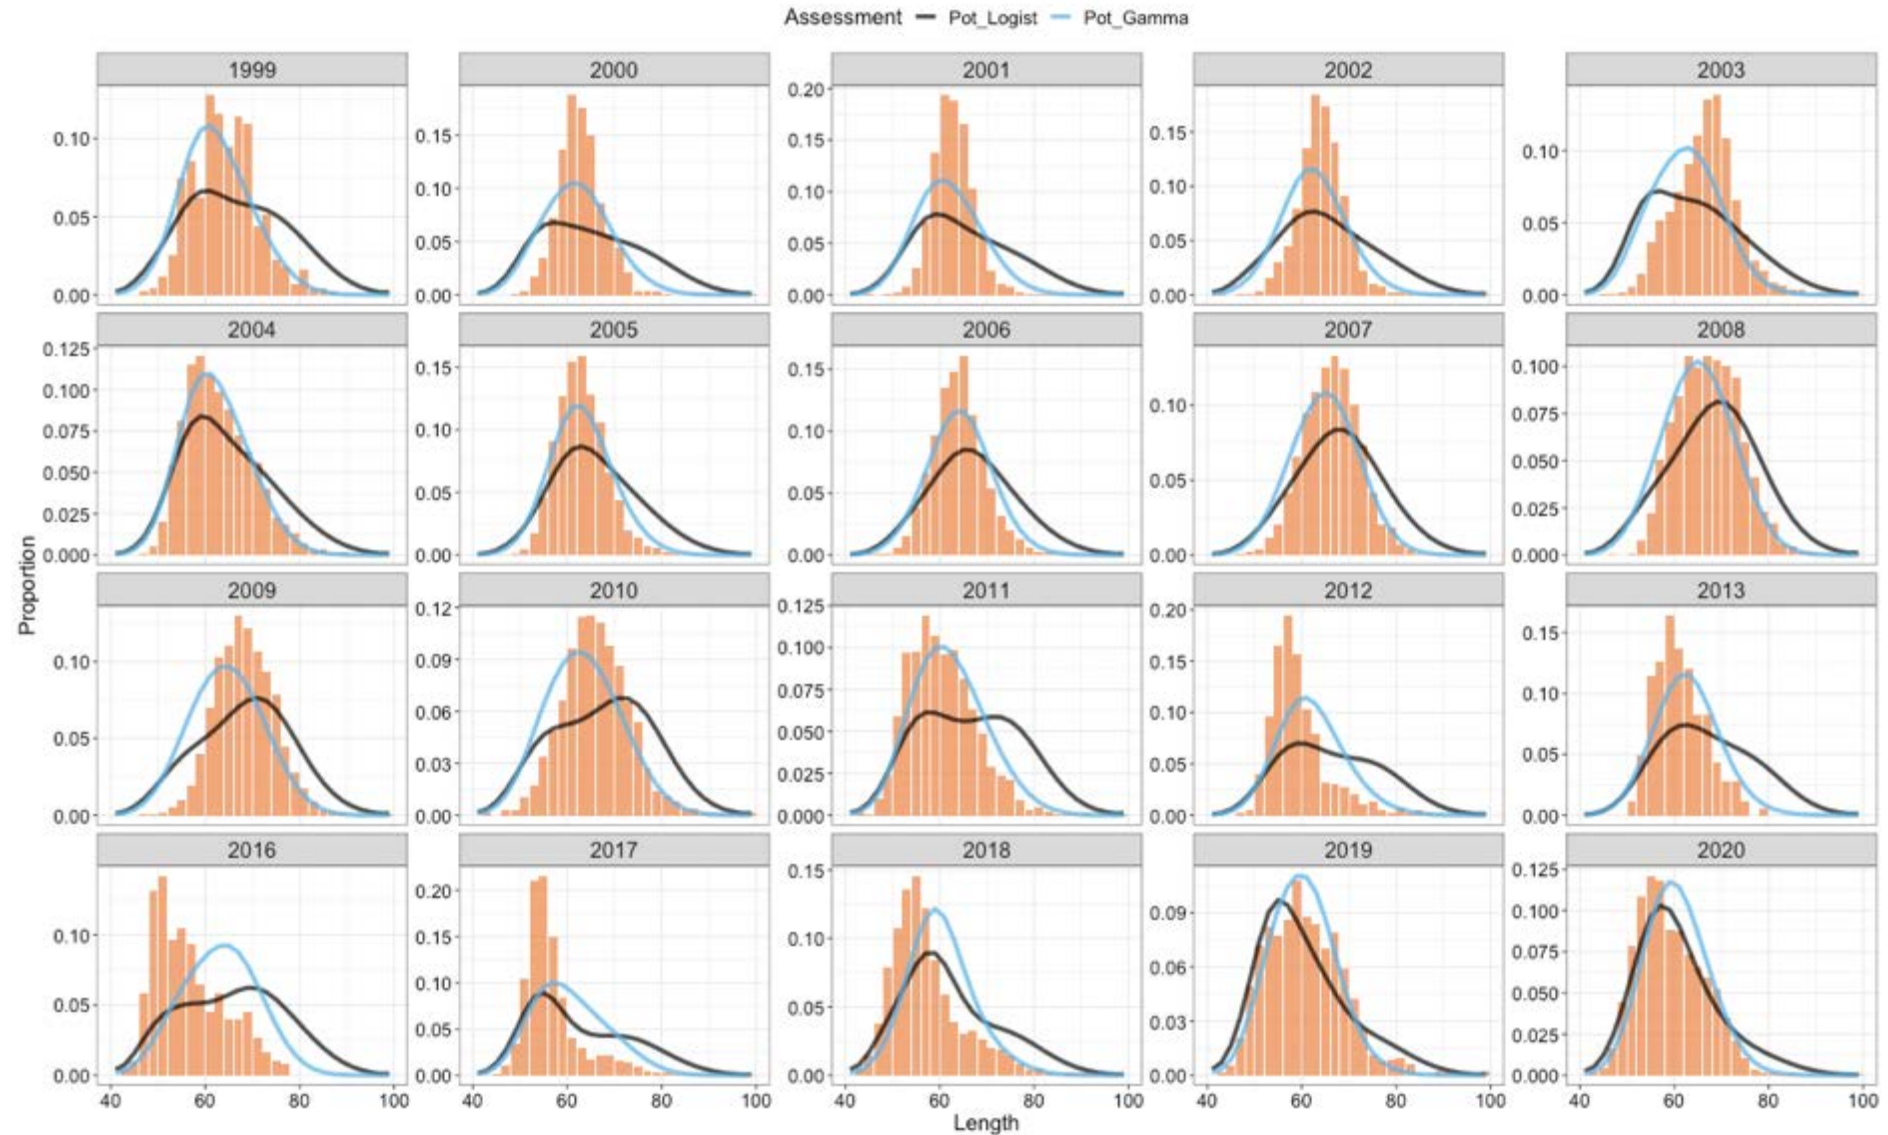 Assessment Pot_Logist Pot_Gamma
1999 2000 2001 2002 2003
0.10 0.05 0.00
0.15 0.10 0.05 0.00
0.20 0.15 0.10 0.05 0.00
0.15 0.10 0.05 0.00
0.10 0.05 0.00
2004 2005 2006 2007 2008
0.125 0.100 0.075 0.050 0.025 0.000
0.15 0.10 0.05 0.00
0.15 0.10 0.05 0.00
0.10 0.05 0.00
0.100 0.075 0.050 0.025 0.000
Proportion
2009 2010 2011 2012 2013
0.10 0.05 0.00
0.12 0.09 0.06 0.03 0.00
0.125 0.100 0.075 0.050 0.025 0.000
0.20 0.15 0.10 0.05 0.00
0.15 0.10 0.05 0.00
2016 2017 2018 2019 2020
0.10 0.05 0.00
0.20 0.15 0.10 0.05 0.00
0.15 0.10 0.05 0.00
0.09 0.06 0.03 0.00
0.125 0.100 0.075 0.050 0.025 0.000
40 60 80 100 40 60 80 100 40 60 80 100 40 60 80 100 40 60 80 100
Length